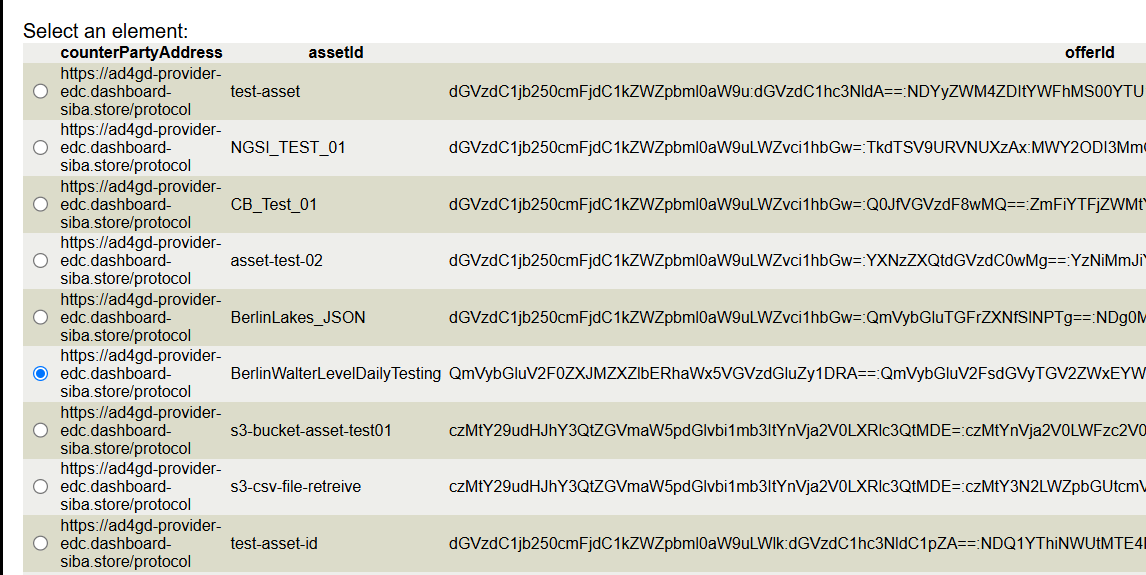 Select an element:
counterPartyAddress assetId offerId
https://ad4gd-provider-
edc.dashboard-
siba.store/protocol
test-asset
dGVzdC1jb250cmFjdC1kZWZpbml0aW9u:dGVzdC1hc3NldA==:NDYyZWM4ZDItYWFhMS00YTU
https://ad4gd-provider-
edc.dashboard-
siba.store/protocol
NGSI_TEST_01
dGVzdC1jb250cmFjdC1kZWZpbml0aW9uLWZvci1hbGw=:TkdTSV9URVNUXzAx:MWY2ODI3Mm
https://ad4gd-provider-
edc.dashboard-
siba.store/protocol
CB_Test_01
dGVzdC1jb250cmFjdC1kZWZpbml0aW9uLWZvci1hbGw=:Q0JfVGVzdF8wMQ==:ZmFiYTFjZWMt
https://ad4gd-provider-
edc.dashboard-
siba.store/protocol
asset-test-02
dGVzdC1jb250cmFjdC1kZWZpbml0aW9uLWZvci1hbGw=:YXNzZXQtdGVzdC0wMg==:YzNiMmJi
https://ad4gd-provider-
edc.dashboard-
siba.store/protocol
BerlinLakes_JSON
dGVzdC1jb250cmFjdC1kZWZpbml0aW9uLWZvci1hbGw=:QmVybGluTGFrZXNfSlNPTg==:NDg0M
https://ad4gd-provider-
edc.dashboard-
siba.store/protocol
BerlinWalterLevelDailyTesting
QmVybGluV2F0ZXJMZXZlbERhaWx5VGVzdGluZy1DRA==:QmVybGluV2FsdGVyTGV2ZWxEYW
https://ad4gd-provider-
edc.dashboard-
siba.store/protocol
s3-bucket-asset-test01
czMtY29udHJhY3QtZGVmaW5pdGlvbi1mb3ItYnVja2V0LXRlc3QtMDE=:czMtYnVja2V0LWFzc2V0
https://ad4gd-provider-
edc.dashboard-
siba.store/protocol
s3-csv-file-retreive
czMtY29udHJhY3QtZGVmaW5pdGlvbi1mb3ItYnVja2V0LXRlc3QtMDE=:czMtY3N2LWZpbGUtcmV
https://ad4gd-provider-
edc.dashboard-
siba.store/protocol
test-asset-id
dGVzdC1jb250cmFjdC1kZWZpbml0aW9uLWlk:dGVzdC1hc3NldC1pZA==:NDQ1YThiNWUtMTE4